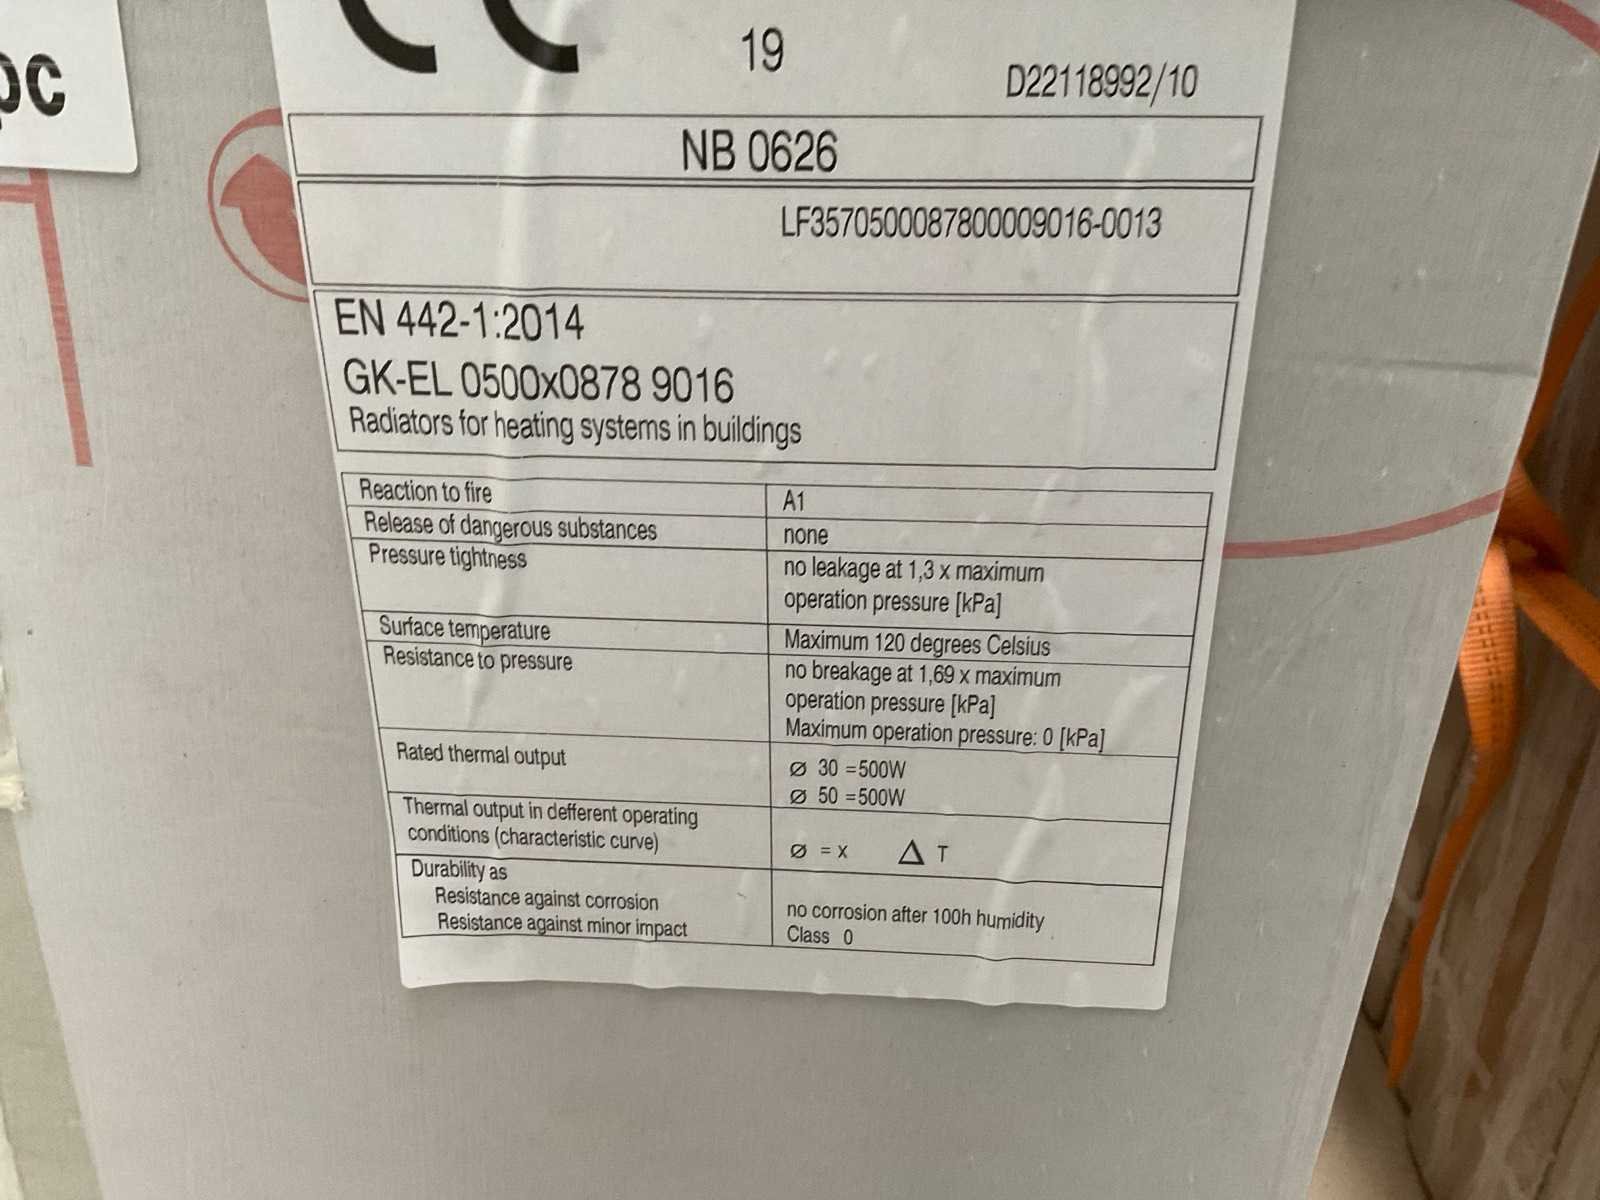 pc
CE
19
D22118992/10
NB 0626
LF3570500087800009016-0013
EN 442-1:2014
GK-EL 0500x0878 9016
Radiators for heating systems in buildings
Reaction to fire A1
Release of dangerous substances none
Pressure tightness no leakage at 1,3 x maximum
operation pressure [kPa]
Surface temperature Maximum 120 degrees Celsius
Resistance to pressure no breakage at 1,69 x maximum
operation pressure [kPa]
Maximum operation pressure: 0 [kPa]
Rated thermal output ⌀ 30 =500W
⌀ 50 =500W
Thermal output in defferent operating
conditions (characteristic curve) ⌀ = x Δ T
Durability as
Resistance against corrosion no corrosion after 100h humidity
Resistance against minor impact Class 0